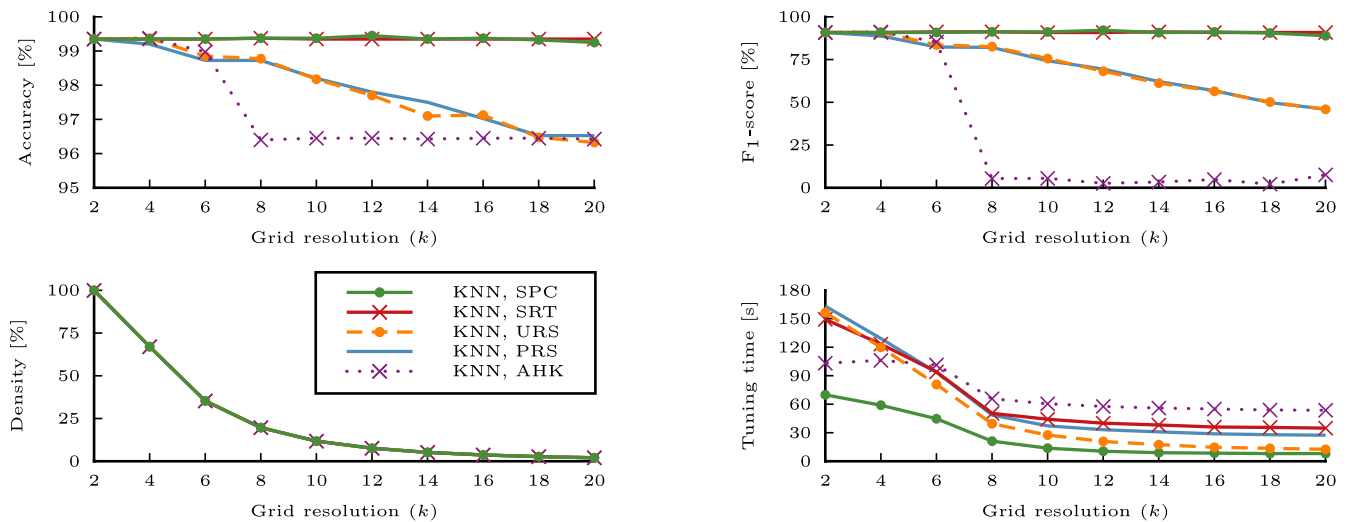 100
99
98
97
96
95
Accuracy [%]
2 4 6 8 10 12 14 16 18 20
Grid resolution (k)
100
75
50
25
0
F1-score [%]
2 4 6 8 10 12 14 16 18 20
Grid resolution (k)
100
75
50
25
0
Density [%]
2 4 6 8 10 12 14 16 18 20
Grid resolution (k)
KNN, SPC
KNN, SRT
KNN, URS
KNN, PRS
KNN, AHK
180
150
120
90
60
30
0
Tuning time [s]
2 4 6 8 10 12 14 16 18 20
Grid resolution (k)